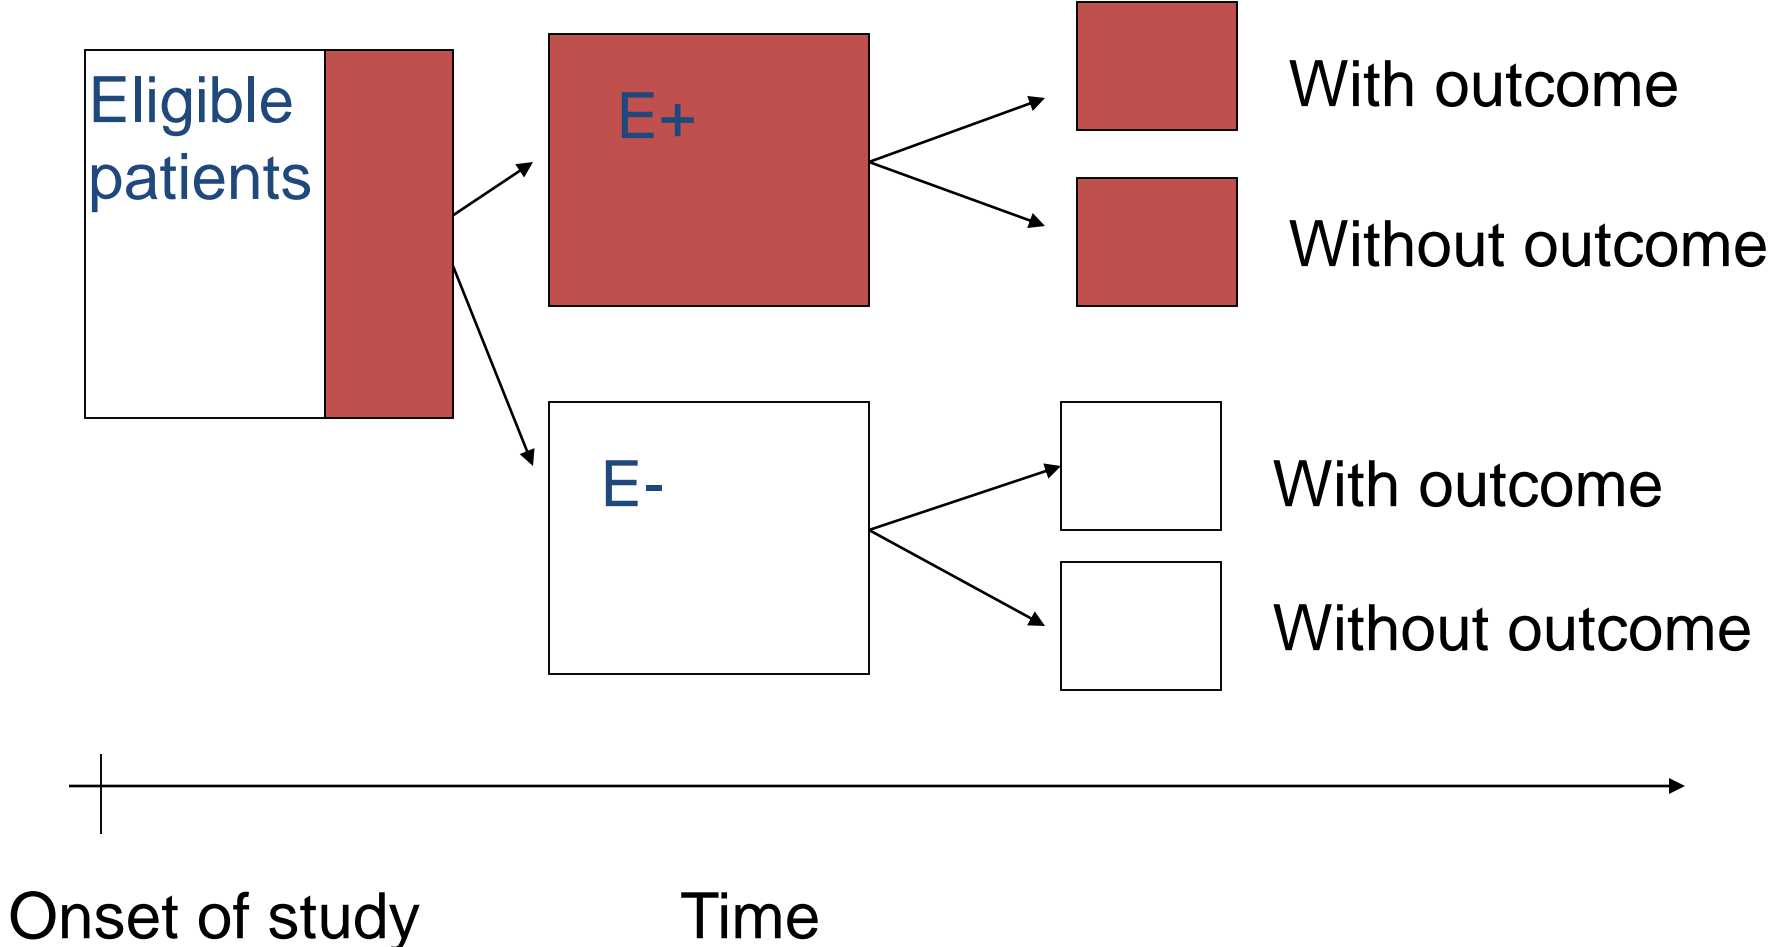 Eligible
patients
E+
With outcome
Without outcome
E-
With outcome
Without outcome
Onset of study
Time